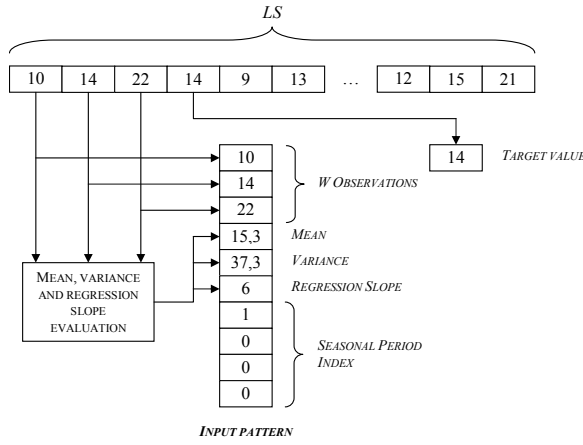 LS
10 14 22 14 9 13 ... 12 15 21
14 TARGET VALUE
10
14 W OBSERVATIONS
22
15,3 MEAN
37,3 VARIANCE
6 REGRESSION SLOPE
MEAN, VARIANCE
AND REGRESSION
SLOPE
EVALUATION
1
0 SEASONAL PERIOD
INDEX
0
0
INPUT PATTERN